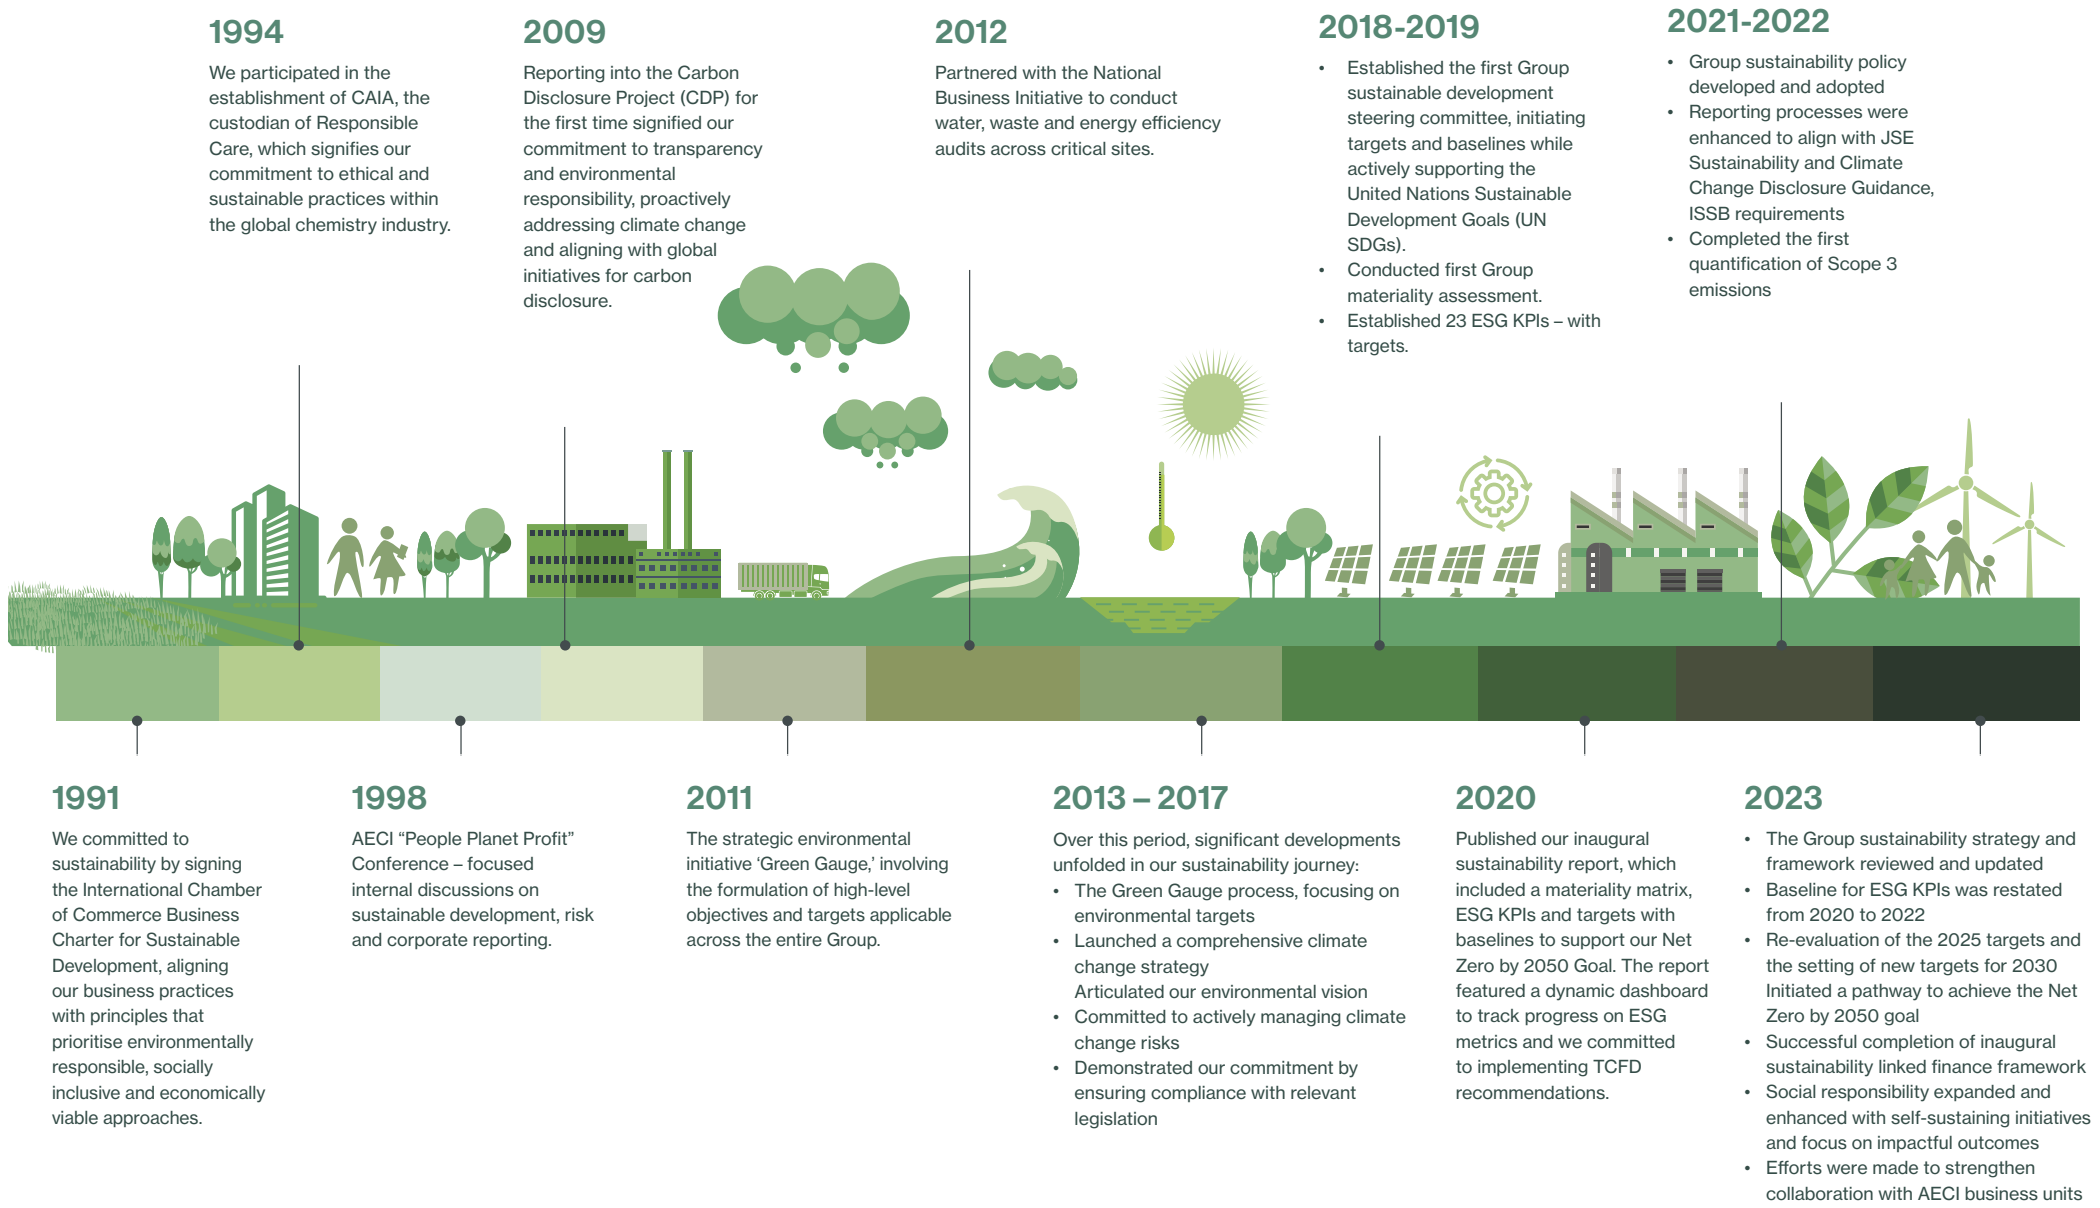 1994
We participated in the
establishment of CAIA, the
custodian of Responsible
Care, which signifies our
commitment to ethical and
sustainable practices within
the global chemistry industry.
2009
Reporting into the Carbon
Disclosure Project (CDP) for
the first time signified our
commitment to transparency
and environmental
responsibility, proactively
addressing climate change
and aligning with global
initiatives for carbon
disclosure.
2012
Partnered with the National
Business Initiative to conduct
water, waste and energy efficiency
audits across critical sites.
2018-2019
• Established the first Group
sustainable development
steering committee, initiating
targets and baselines while
actively supporting the
United Nations Sustainable
Development Goals (UN
SDGs).
• Conducted first Group
materiality assessment.
• Established 23 ESG KPIs – with
targets.
2021-2022
• Group sustainability policy
developed and adopted
• Reporting processes were
enhanced to align with JSE
Sustainability and Climate
Change Disclosure Guidance,
ISSB requirements
• Completed the first
quantification of Scope 3
emissions
1991
We committed to
sustainability by signing
the International Chamber
of Commerce Business
Charter for Sustainable
Development, aligning
our business practices
with principles that
prioritise environmentally
responsible, socially
inclusive and economically
viable approaches.
1998
AECI “People Planet Profit”
Conference – focused
internal discussions on
sustainable development, risk
and corporate reporting.
2011
The strategic environmental
initiative ‘Green Gauge,’ involving
the formulation of high-level
objectives and targets applicable
across the entire Group.
2013 – 2017
Over this period, significant developments
unfolded in our sustainability journey:
• The Green Gauge process, focusing on
environmental targets
• Launched a comprehensive climate
change strategy
Articulated our environmental vision
• Committed to actively managing climate
change risks
• Demonstrated our commitment by
ensuring compliance with relevant
legislation
2020
Published our inaugural
sustainability report, which
included a materiality matrix,
ESG KPIs and targets with
baselines to support our Net
Zero by 2050 Goal. The report
featured a dynamic dashboard
to track progress on ESG
metrics and we committed
to implementing TCFD
recommendations.
2023
• The Group sustainability strategy and
framework reviewed and updated
• Baseline for ESG KPIs was restated
from 2020 to 2022
• Re-evaluation of the 2025 targets and
the setting of new targets for 2030
Initiated a pathway to achieve the Net
Zero by 2050 goal
• Successful completion of inaugural
sustainability linked finance framework
• Social responsibility expanded and
enhanced with self-sustaining initiatives
and focus on impactful outcomes
• Efforts were made to strengthen
collaboration with AECI business units